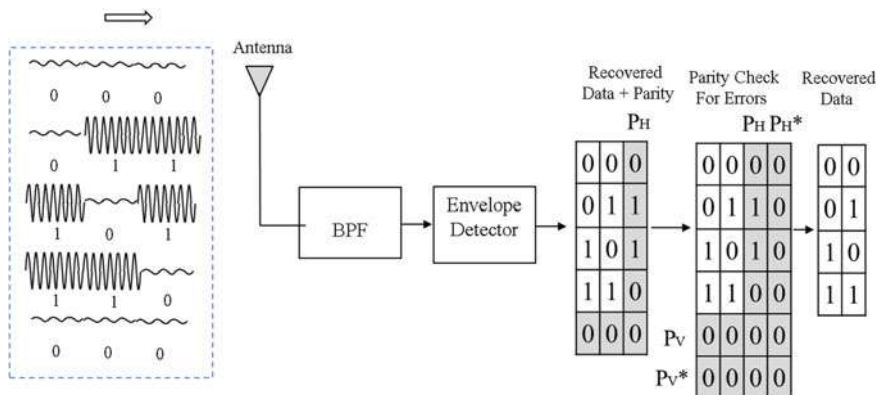 0 0 0
0 1 1
1 0 1
1 1 0
0 0 0
Antenna
BPF
Envelope
Detector
Recovered
Data + Parity
PH
0 0 0
0 1 1
1 0 1
1 1 0
0 0 0
Parity Check
For Errors
PH PH*
0 0 0 0
0 1 1 0
1 0 1 0
1 1 0 0
PV 0 0 0 0
PV* 0 0 0 0
Recovered
Data
0 0
0 1
1 0
1 1